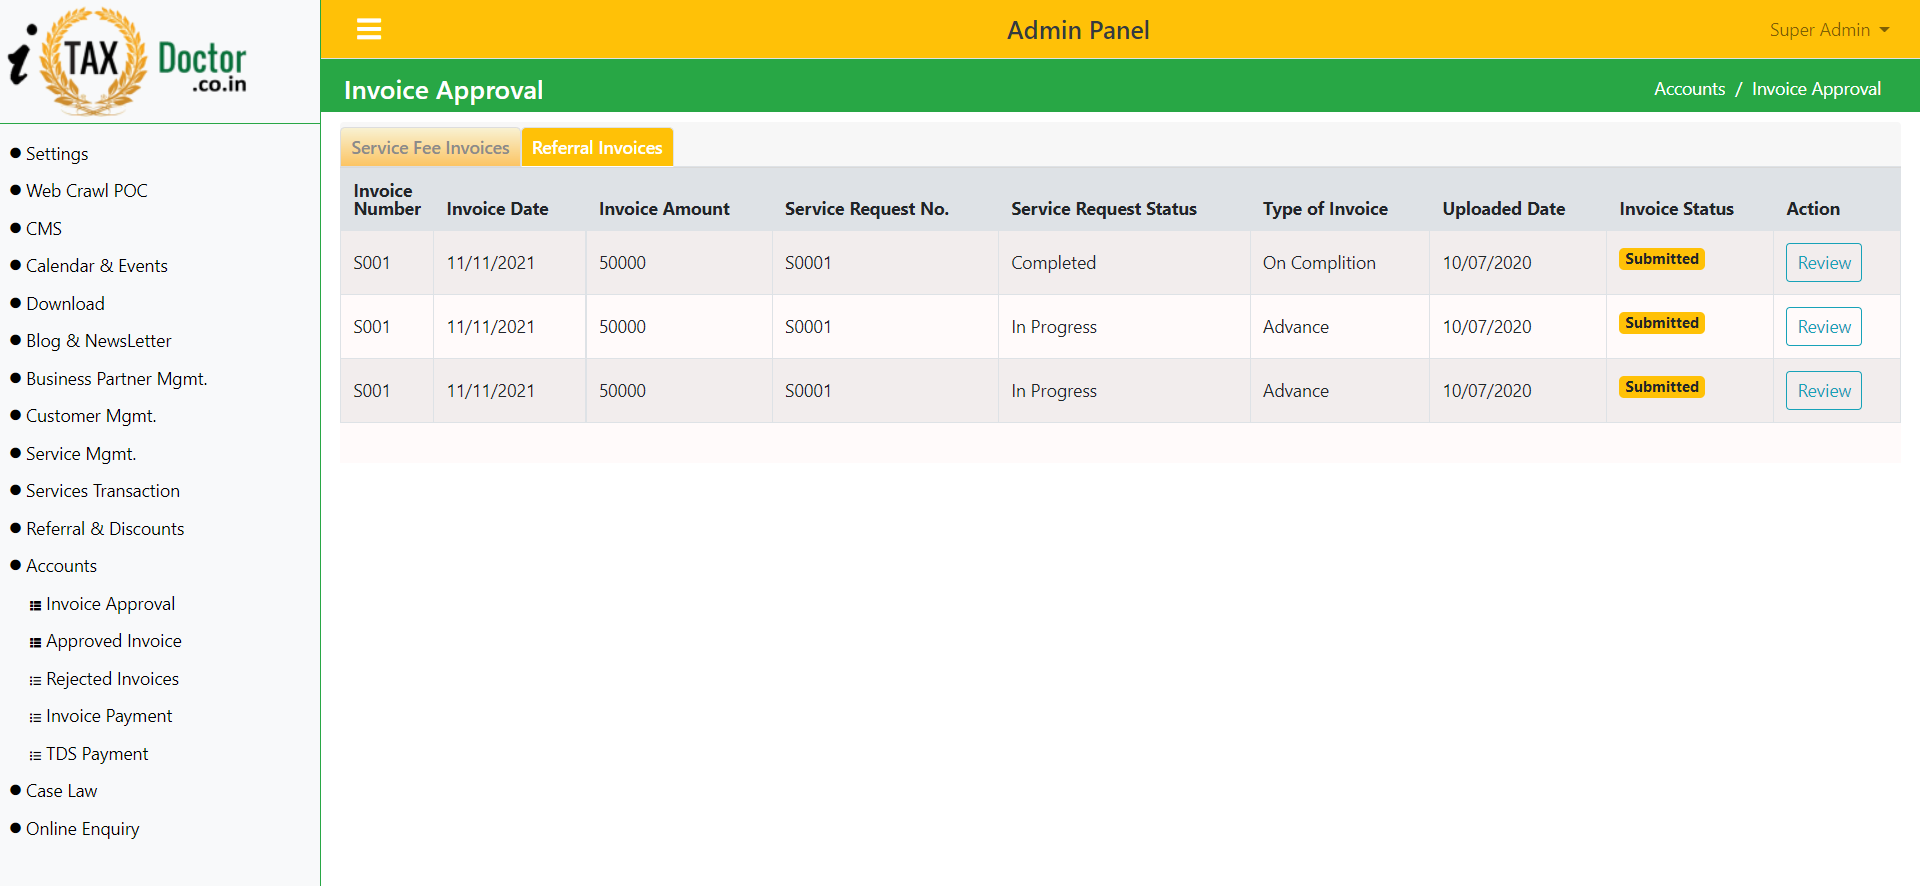 i TAX Doctor
.co.in
Admin Panel
Super Admin
Invoice Approval
Accounts / Invoice Approval
Settings
Web Crawl POC
CMS
Calendar & Events
Download
Blog & NewsLetter
Business Partner Mgmt.
Customer Mgmt.
Service Mgmt.
Services Transaction
Referral & Discounts
Accounts
Invoice Approval
Approved Invoice
Rejected Invoices
Invoice Payment
TDS Payment
Case Law
Online Enquiry
Service Fee Invoices Referral Invoices
Invoice Number Invoice Date Invoice Amount Service Request No. Service Request Status Type of Invoice Uploaded Date Invoice Status Action
S001 11/11/2021 50000 S0001 Completed On Complition 10/07/2020 Submitted Review
S001 11/11/2021 50000 S0001 In Progress Advance 10/07/2020 Submitted Review
S001 11/11/2021 50000 S0001 In Progress Advance 10/07/2020 Submitted Review